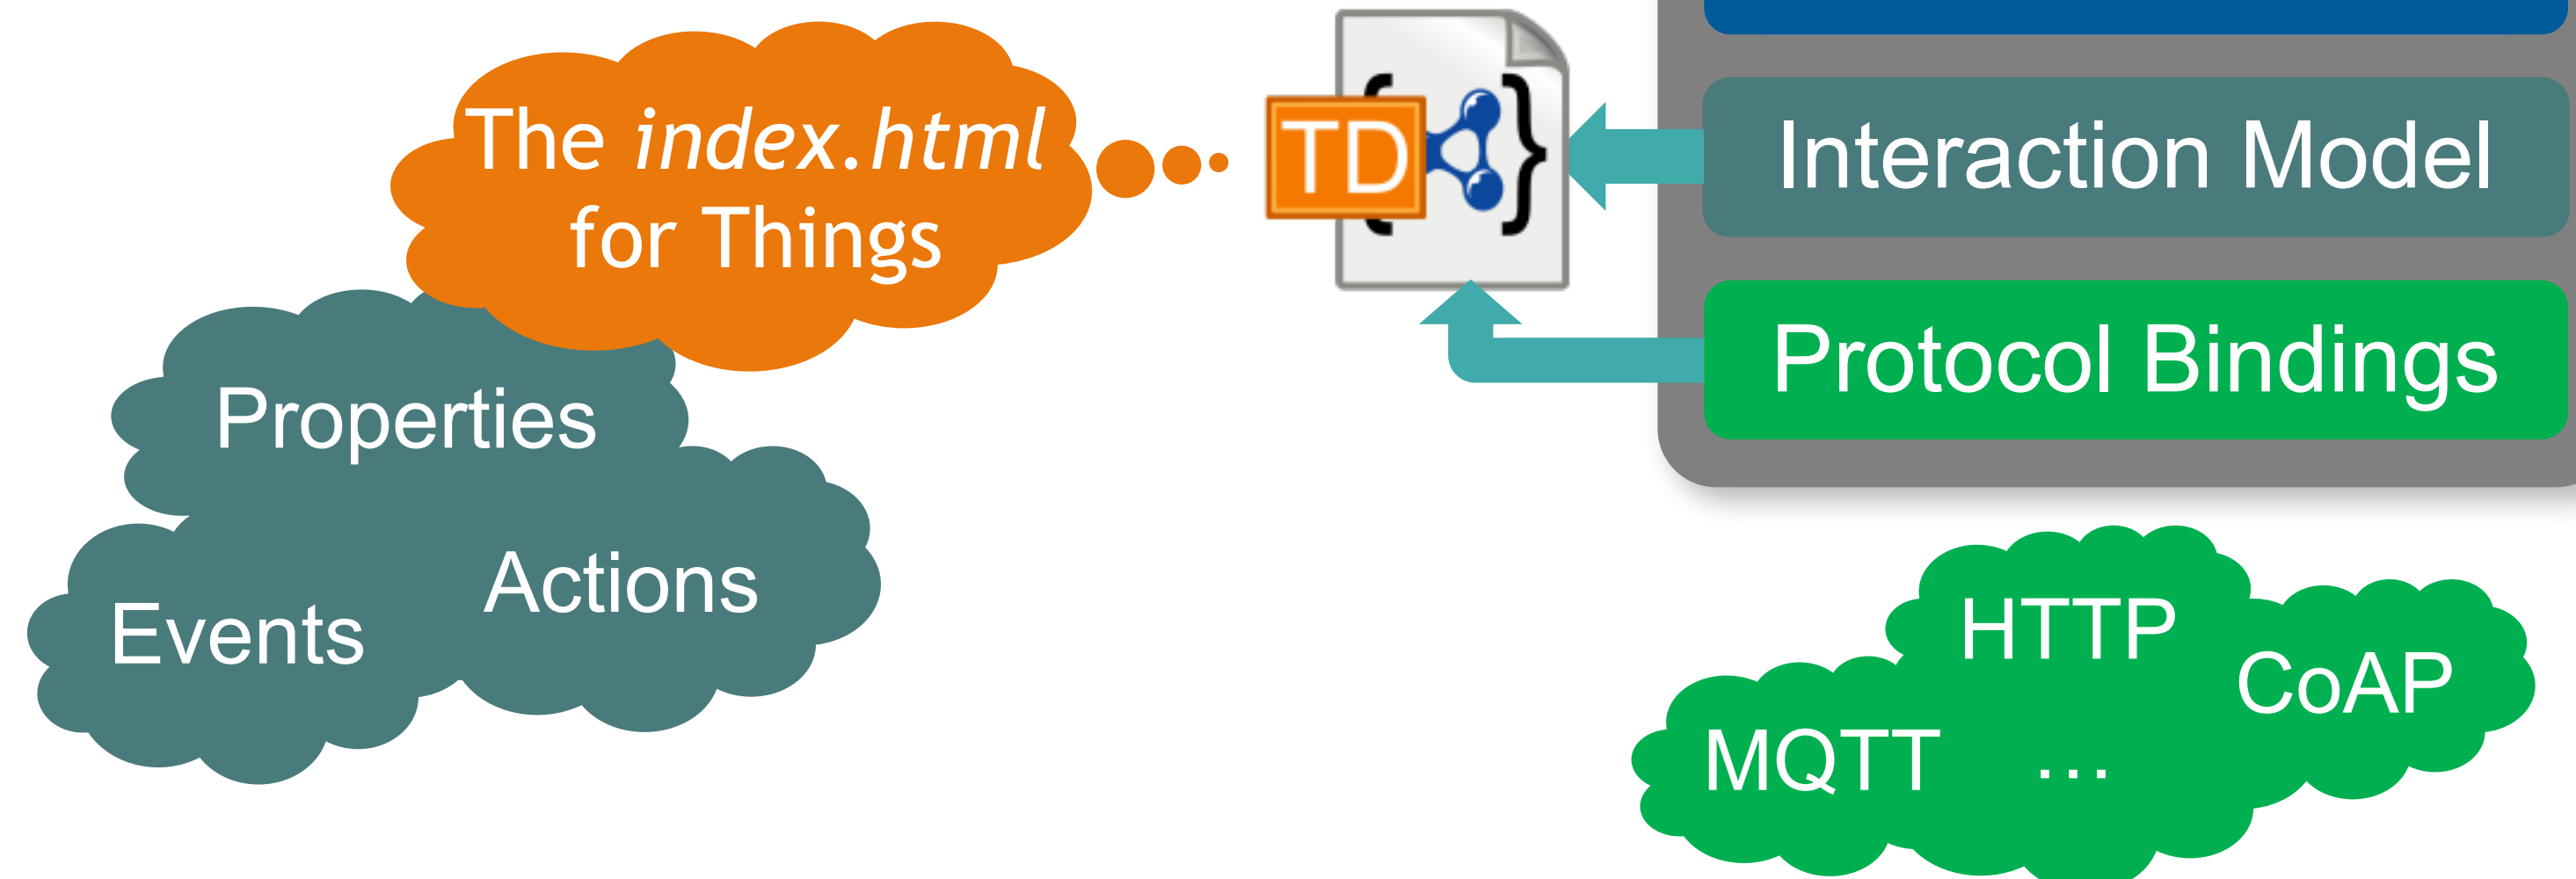 The index.html
for Things
TD
{ }
Interaction Model
Protocol Bindings
Properties
Actions
Events
HTTP
CoAP
MQTT
...